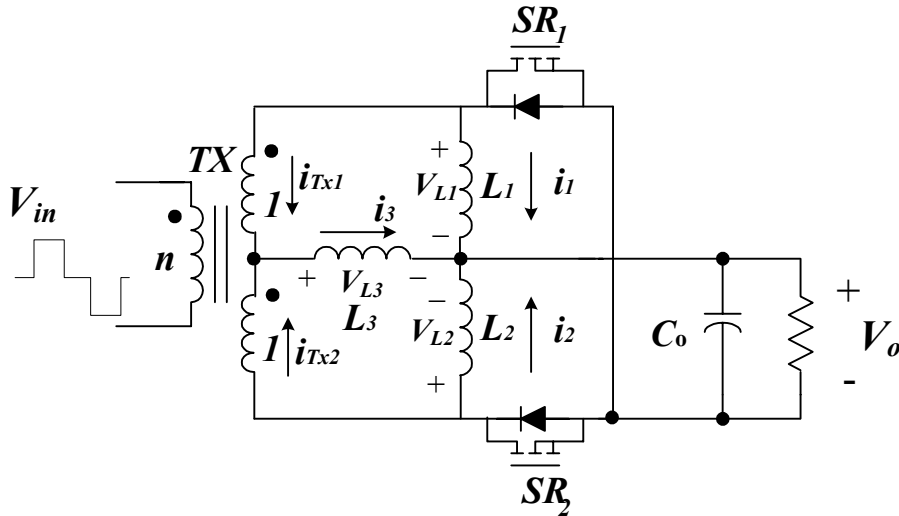 SR1
TX
iTx1
VL1
L1
i1
Vin
1
i3
n
+
−
+
VL3
−
−
L3
VL2
L2
i2
Co
+
Vo
-
1
iTx2
+
SR2